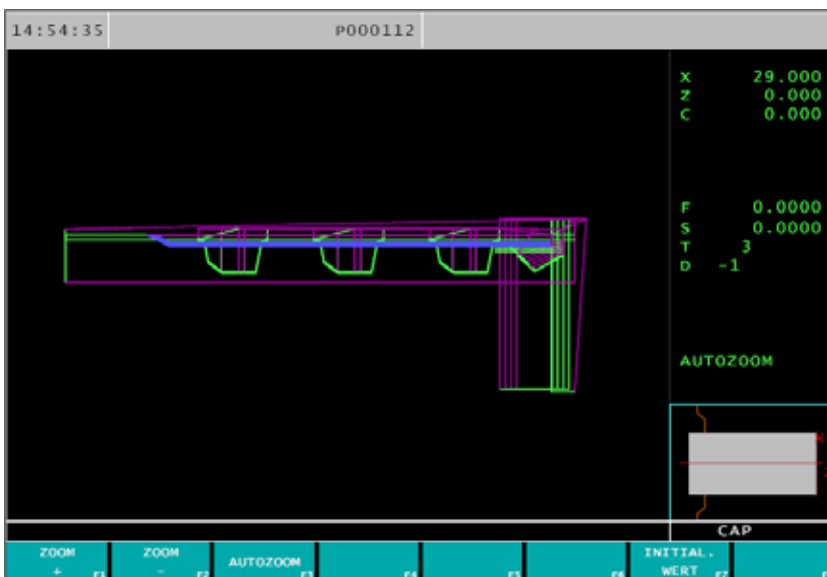 14:54:35 P000112
X 29.000
Z 0.000
C 0.000
F 0.0000
S 0.0000
T 3
D -1
AUTOZOOM
X
CAP
ZOOM + F1
ZOOM - F2
AUTOZOOM F3
F4
F5
F6
INITIAL. WERT F7